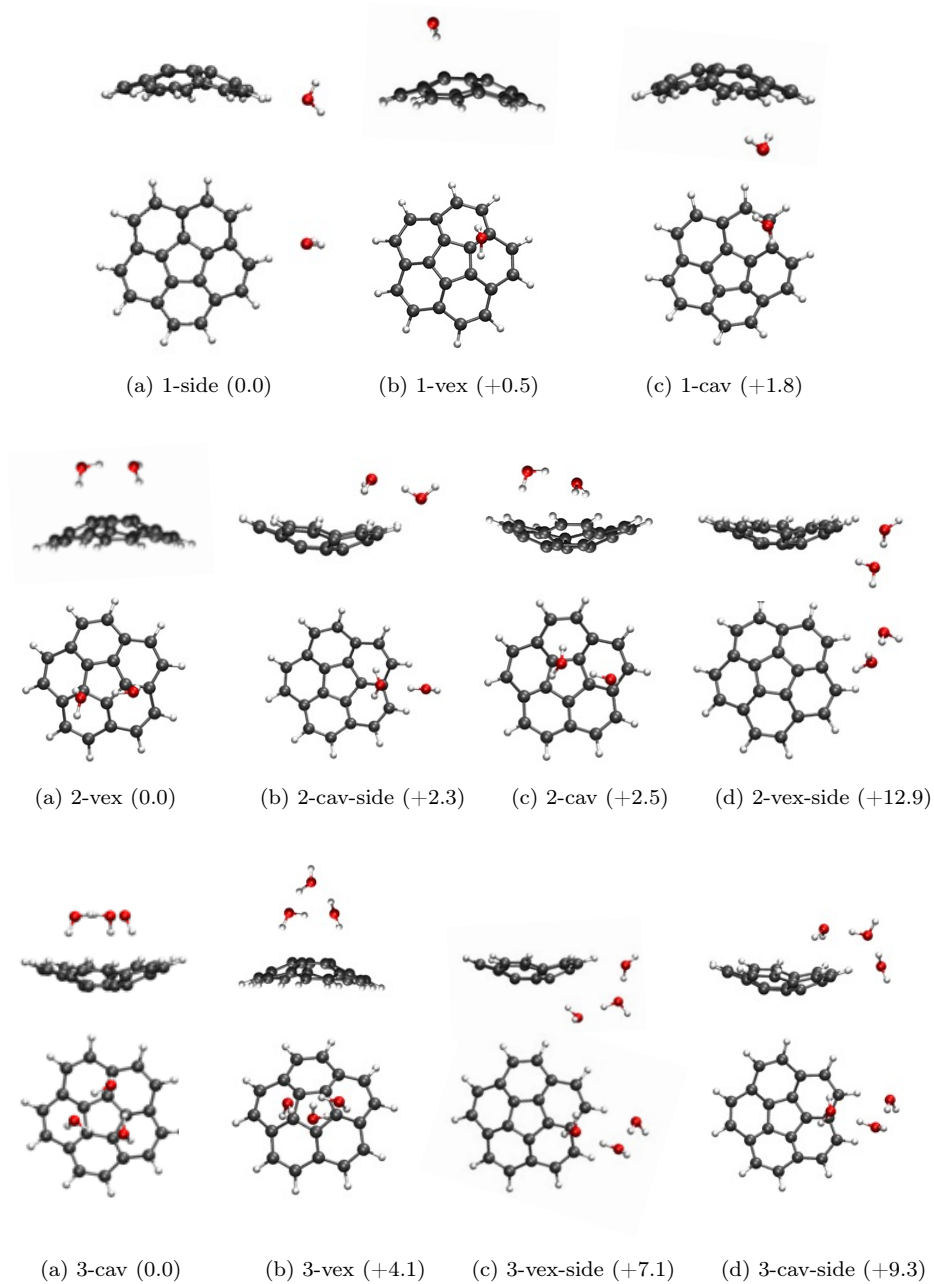 (a) 1-side (0.0) (b) 1-vex (+0.5) (c) 1-cav (+1.8)
(a) 2-vex (0.0) (b) 2-cav-side (+2.3) (c) 2-cav (+2.5) (d) 2-vex-side (+12.9)
(a) 3-cav (0.0) (b) 3-vex (+4.1) (c) 3-vex-side (+7.1) (d) 3-cav-side (+9.3)